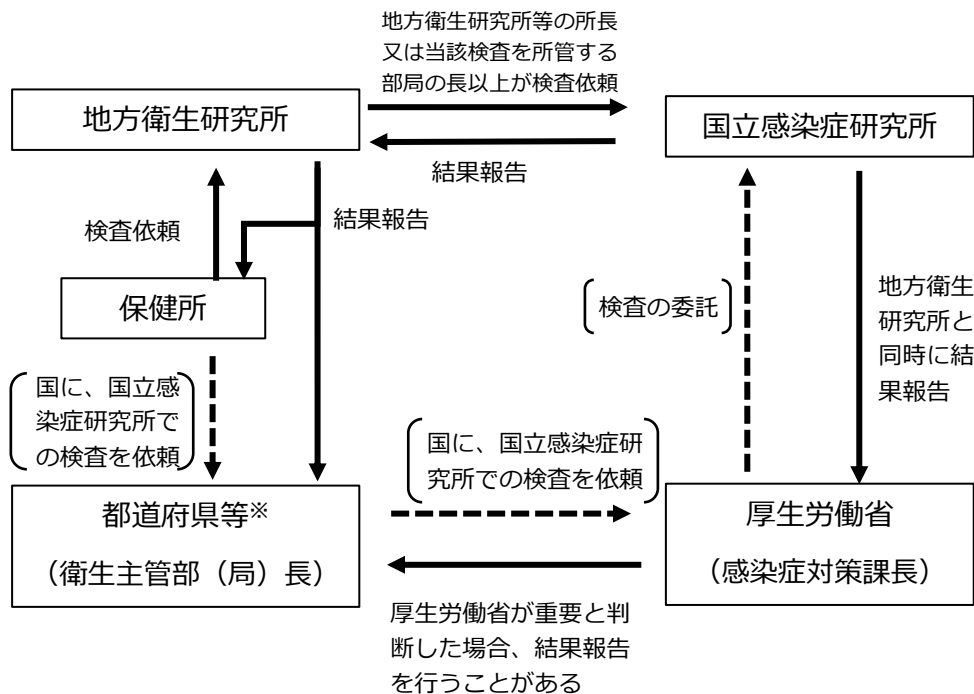 地方衛生研究所等の所長
又は当該検査を所管する
部局の長以上が検査依頼
地方衛生研究所
国立感染症研究所
結果報告
検査依頼
結果報告
保健所
検査の委託
地方衛生
研究所と
同時に結
果報告
国に、国立感
染症研究所で
の検査を依頼
国に、国立感染症研
究所での検査を依頼
都道府県等※
(衛生主管部(局)長)
厚生労働省
(感染症対策課長)
厚生労働省が重要と判
断した場合、結果報告
を行うことがある